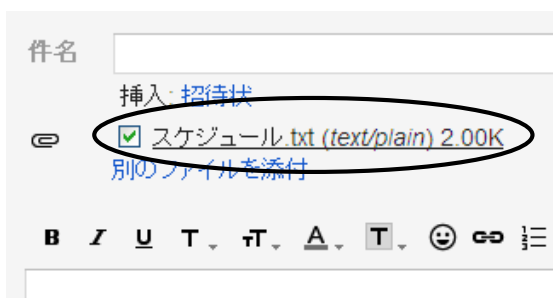 件名
挿入: 招待状
スケジュール.txt (text/plain) 2.00K
別のファイルを添付
B I U T TT A T